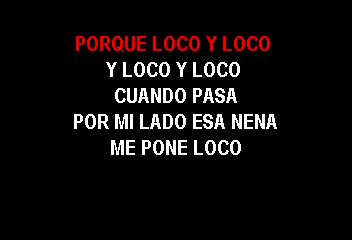 PORQUE LOCO Y LOCO
Y LOCO Y LOCO
CUANDO PASA
POR MI LADO ESA NENA
ME PONE LOCO